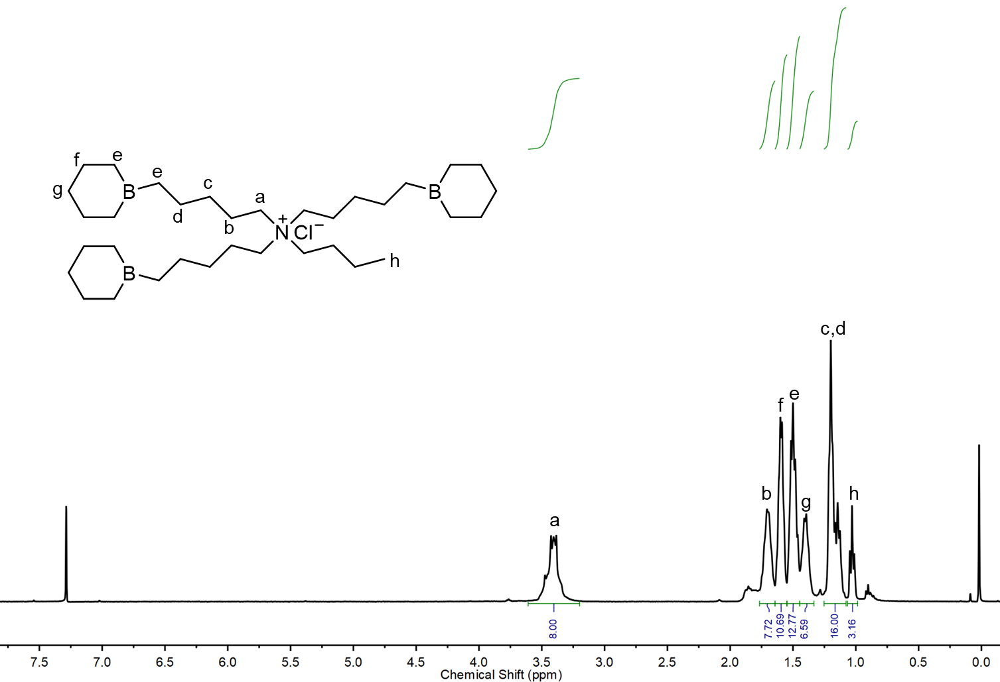 f
e
e
g
B
c
d
b
a
N
+
Cl⁻
B
B
h
c,d
e
f
b
g
h
a
8.00
7.72
10.69
12.77
6.59
16.00
3.16
7.5 7.0 6.5 6.0 5.5 5.0 4.5 4.0 3.5 3.0 2.5 2.0 1.5 1.0 0.5 0.0
Chemical Shift (ppm)